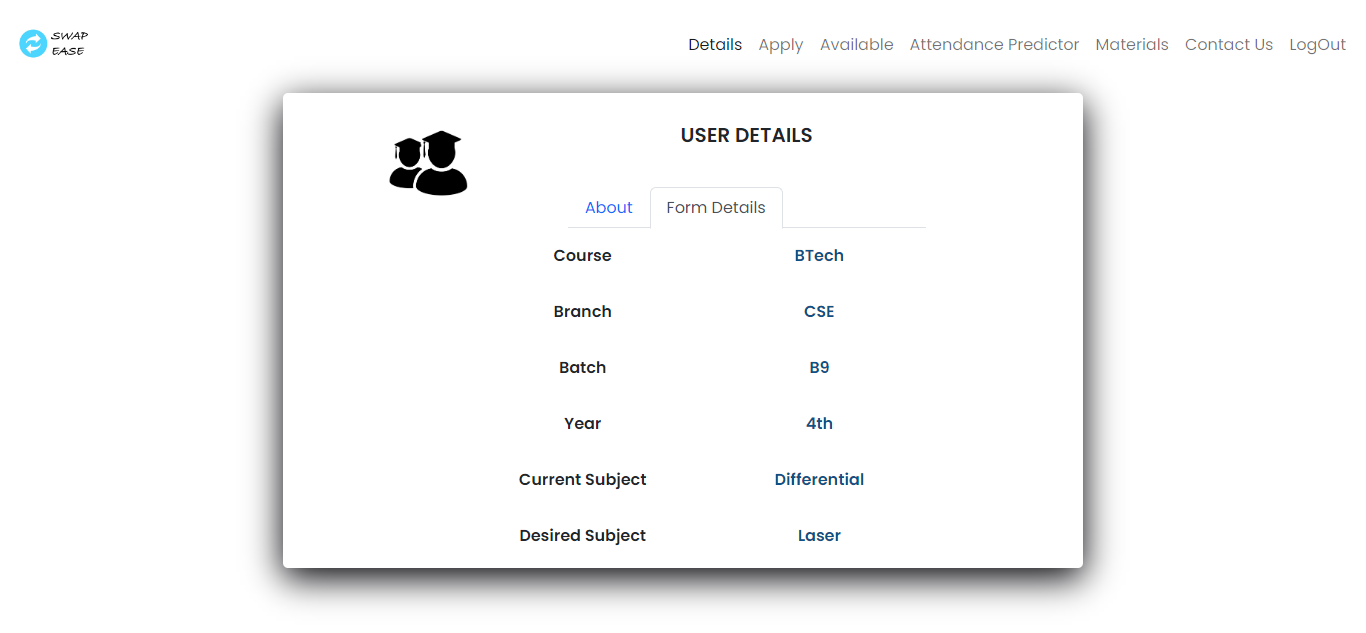 SWAP
EASE
Details Apply Available Attendance Predictor Materials Contact Us LogOut
USER DETAILS
About Form Details
Course BTech
Branch CSE
Batch B9
Year 4th
Current Subject Differential
Desired Subject Laser